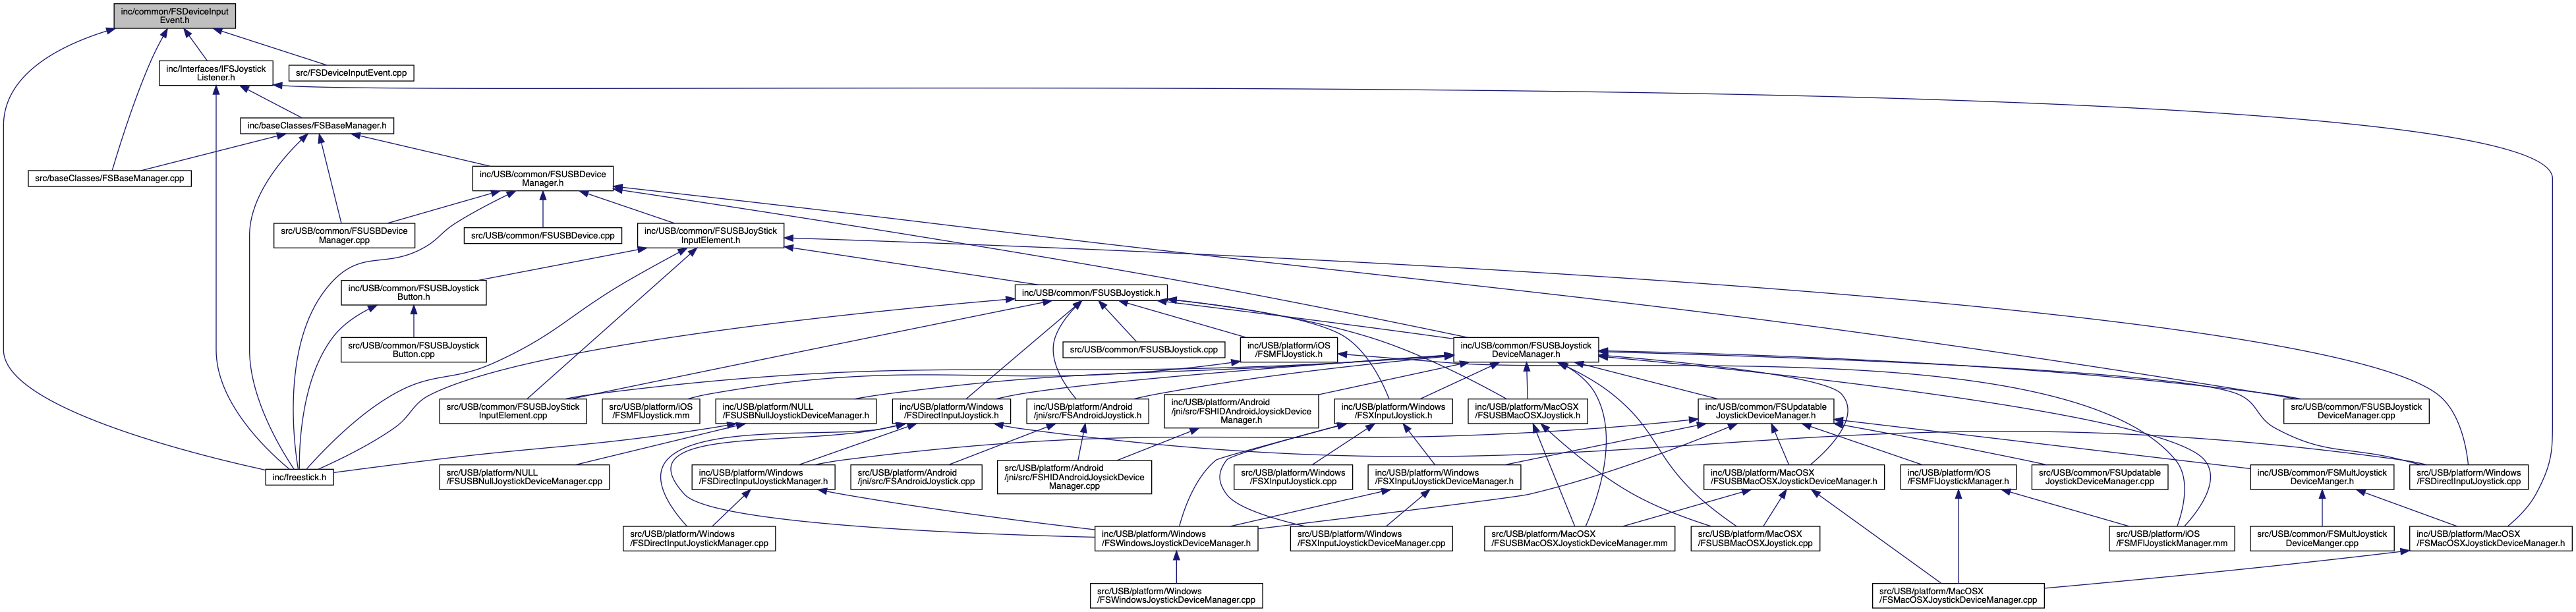 inc/common/FSDeviceInput
Event.h
inc/Interfaces/IFSJoystick
Listener.h
src/FSDeviceInputEvent.cpp
inc/baseClasses/FSBaseManager.h
src/baseClasses/FSBaseManager.cpp
inc/USB/common/FSUSBDevice
Manager.h
src/USB/common/FSUSBDevice
Manager.cpp
src/USB/common/FSUSBDevice.cpp
inc/USB/common/FSUSBJoyStick
InputElement.h
inc/USB/common/FSUSBJoystick
Button.h
inc/USB/common/FSUSBJoystick.h
src/USB/common/FSUSBJoystick
Button.cpp
src/USB/common/FSUSBJoystick.cpp
inc/USB/platform/iOS
/FSMFIJoystick.h
inc/USB/common/FSUSBJoystick
DeviceManager.h
src/USB/common/FSUSBJoyStick
InputElement.cpp
src/USB/platform/iOS
/FSMFIJoystick.mm
inc/USB/platform/NULL
/FSUSBNullJoystickDeviceManager.h
inc/USB/platform/Windows
/FSDirectInputJoystick.h
inc/USB/platform/Android
/jni/src/FSAndroidJoystick.h
inc/USB/platform/Android
/jni/src/FSHIDAndroidJoysickDevice
Manager.h
inc/USB/platform/Windows
/FSXInputJoystick.h
inc/USB/platform/MacOSX
/FSUSBMacOSXJoystick.h
inc/USB/common/FSUpdatable
JoystickDeviceManager.h
src/USB/common/FSUSBJoystick
DeviceManager.cpp
inc/freestick.h
src/USB/platform/NULL
/FSUSBNullJoystickDeviceManager.cpp
inc/USB/platform/Windows
/FSDirectInputJoystickManager.h
src/USB/platform/Android
/jni/src/FSAndroidJoystick.cpp
src/USB/platform/Android
/jni/src/FSHIDAndroidJoysickDevice
Manager.cpp
src/USB/platform/Windows
/FSXInputJoystick.cpp
inc/USB/platform/Windows
/FSXInputJoystickDeviceManager.h
inc/USB/platform/MacOSX
/FSUSBMacOSXJoystickDeviceManager.h
inc/USB/platform/iOS
/FSMFIJoystickManager.h
src/USB/common/FSUpdatable
JoystickDeviceManager.cpp
inc/USB/common/FSMultJoystick
DeviceManger.h
src/USB/platform/Windows
/FSDirectInputJoystick.cpp
src/USB/platform/Windows
/FSDirectInputJoystickManager.cpp
inc/USB/platform/Windows
/FSWindowsJoystickDeviceManager.h
src/USB/platform/Windows
/FSXInputJoystickDeviceManager.cpp
src/USB/platform/MacOSX
/FSUSBMacOSXJoystickDeviceManager.mm
src/USB/platform/MacOSX
/FSUSBMacOSXJoystick.cpp
src/USB/platform/iOS
/FSMFIJoystickManager.mm
src/USB/common/FSMultJoystick
DeviceManger.cpp
inc/USB/platform/MacOSX
/FSMacOSXJoystickDeviceManager.h
src/USB/platform/Windows
/FSWindowsJoystickDeviceManager.cpp
src/USB/platform/MacOSX
/FSMacOSXJoystickDeviceManager.cpp